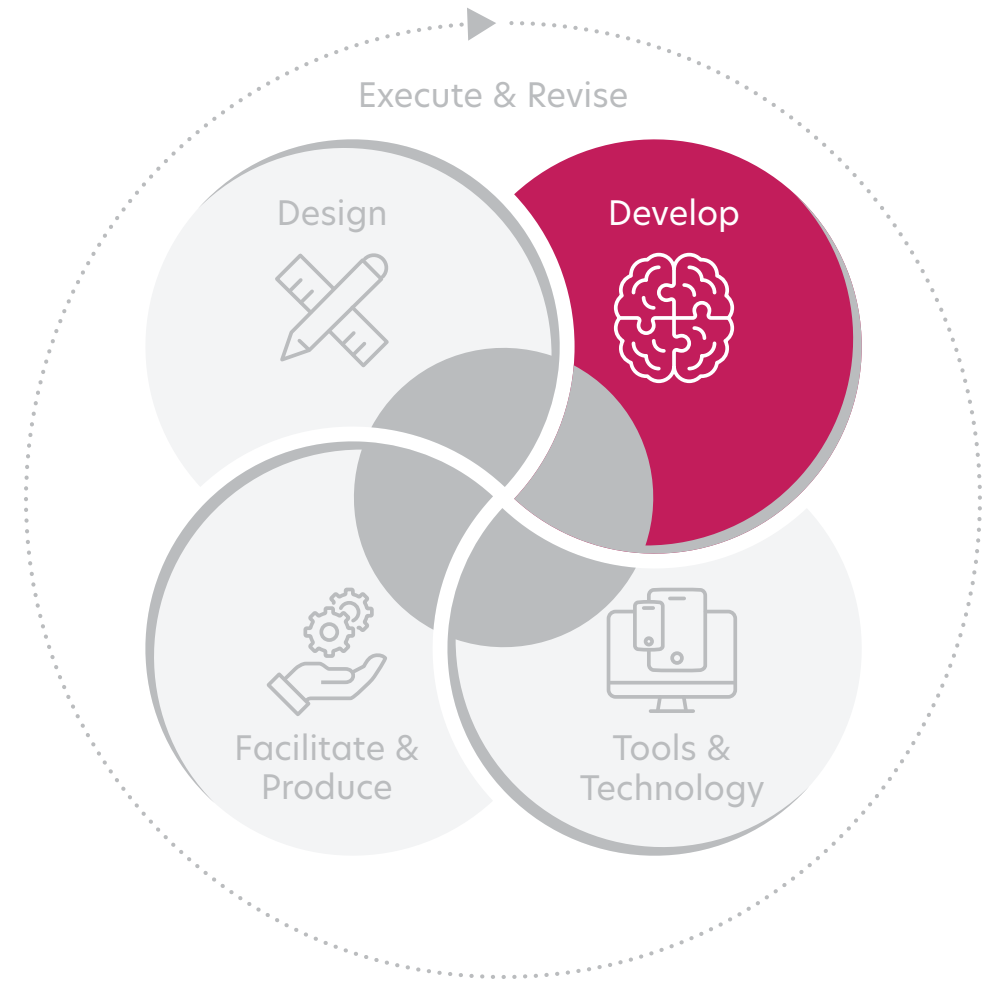 Execute & Revise
Design
Develop
Facilitate &
Produce
Tools &
Technology